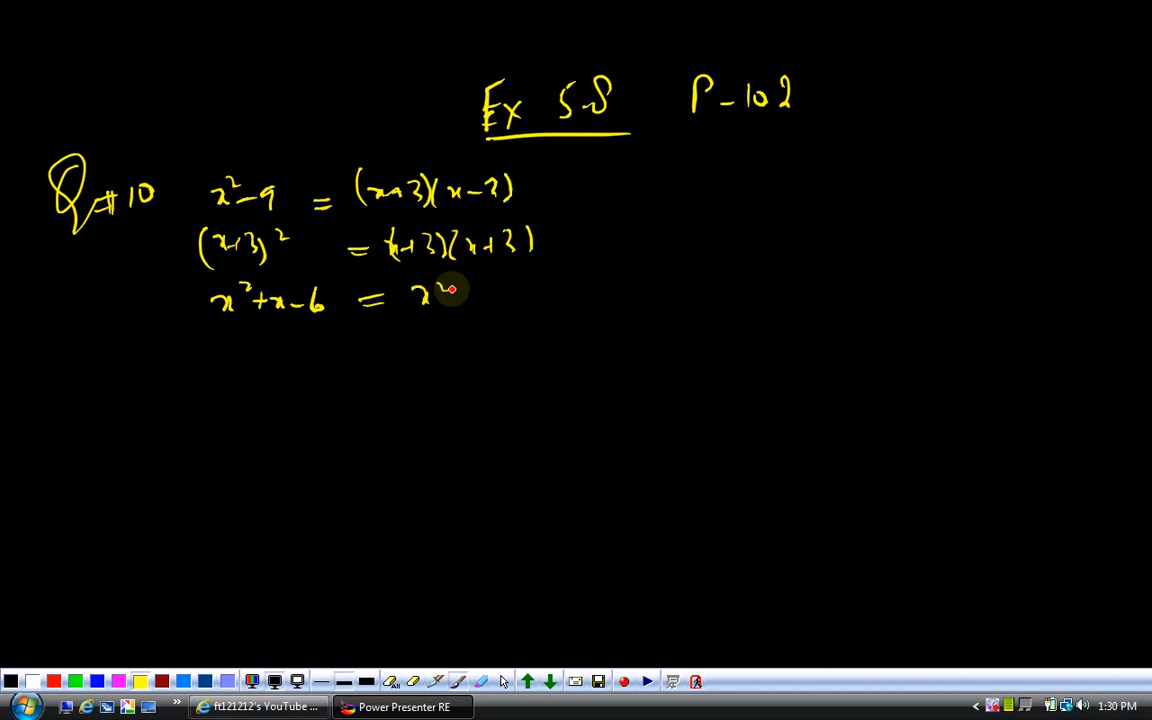 Ex 5.8 P-102
Q#10 x²-9 = (x+3)(x-3)
(x+3)² = (x+3)(x+3)
x²+x-6 = x²
ft121212's YouTube ...
Power Presenter RE
1:30 PM